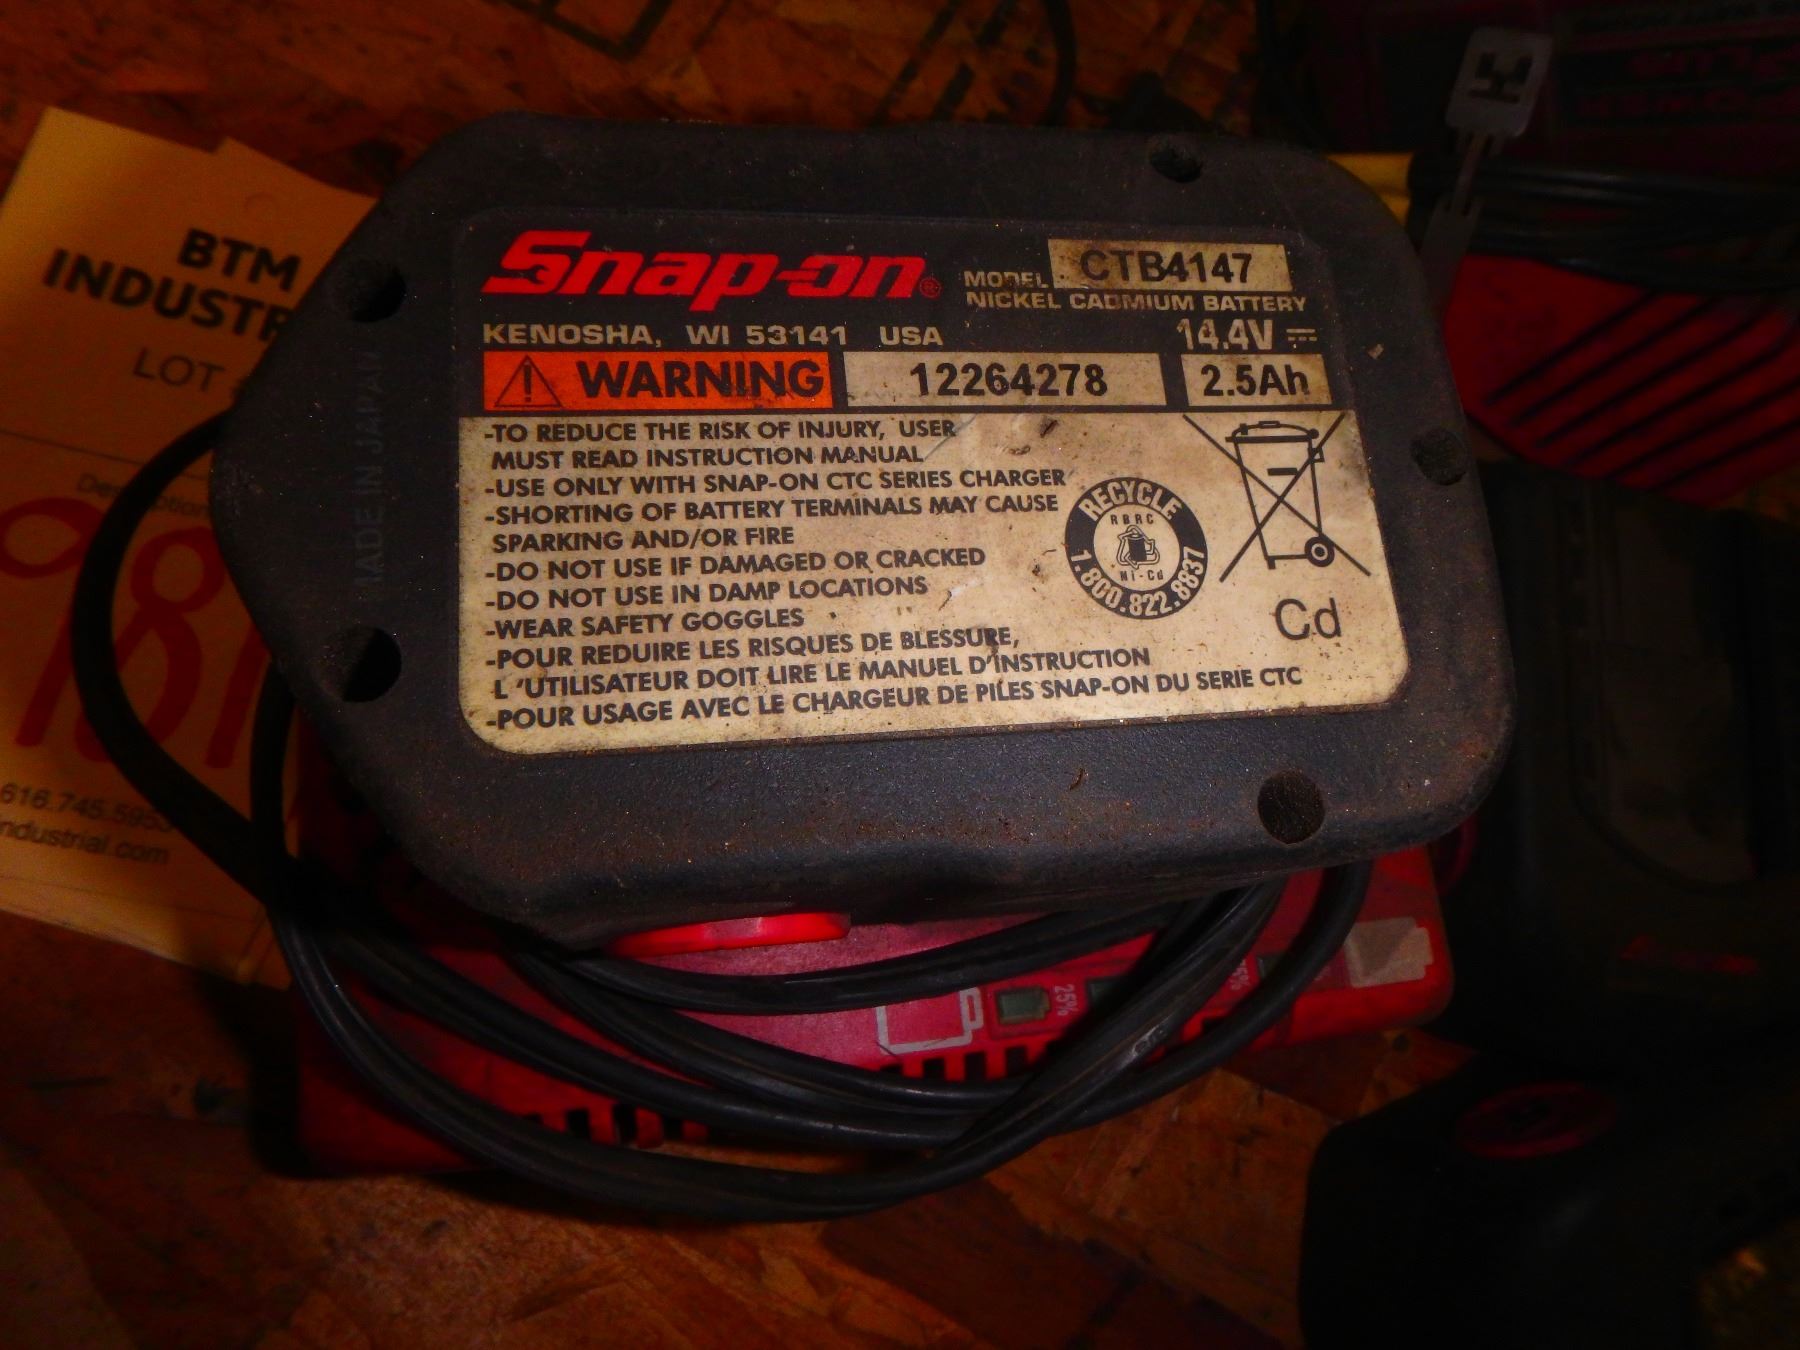 Snap-on®
MODEL CTB4147
NICKEL CADMIUM BATTERY
KENOSHA, WI 53141 USA
14.4V
WARNING
12264278
2.5Ah
-TO REDUCE THE RISK OF INJURY, USER
MUST READ INSTRUCTION MANUAL
-USE ONLY WITH SNAP-ON CTC SERIES CHARGER
-SHORTING OF BATTERY TERMINALS MAY CAUSE
SPARKING AND/OR FIRE
-DO NOT USE IF DAMAGED OR CRACKED
-DO NOT USE IN DAMP LOCATIONS
-WEAR SAFETY GOGGLES
-POUR REDUIRE LES RISQUES DE BLESSURE,
L 'UTILISATEUR DOIT LIRE LE MANUEL D'INSTRUCTION
-POUR USAGE AVEC LE CHARGEUR DE PILES SNAP-ON DU SERIE CTC
RECYCLE
RBRC
Ni-Cd
1.800.822.8837
Cd
MADE IN JAPAN
BTM
INDUSTR
LOT
Description
981
616.745.5953
industrial.com
25%